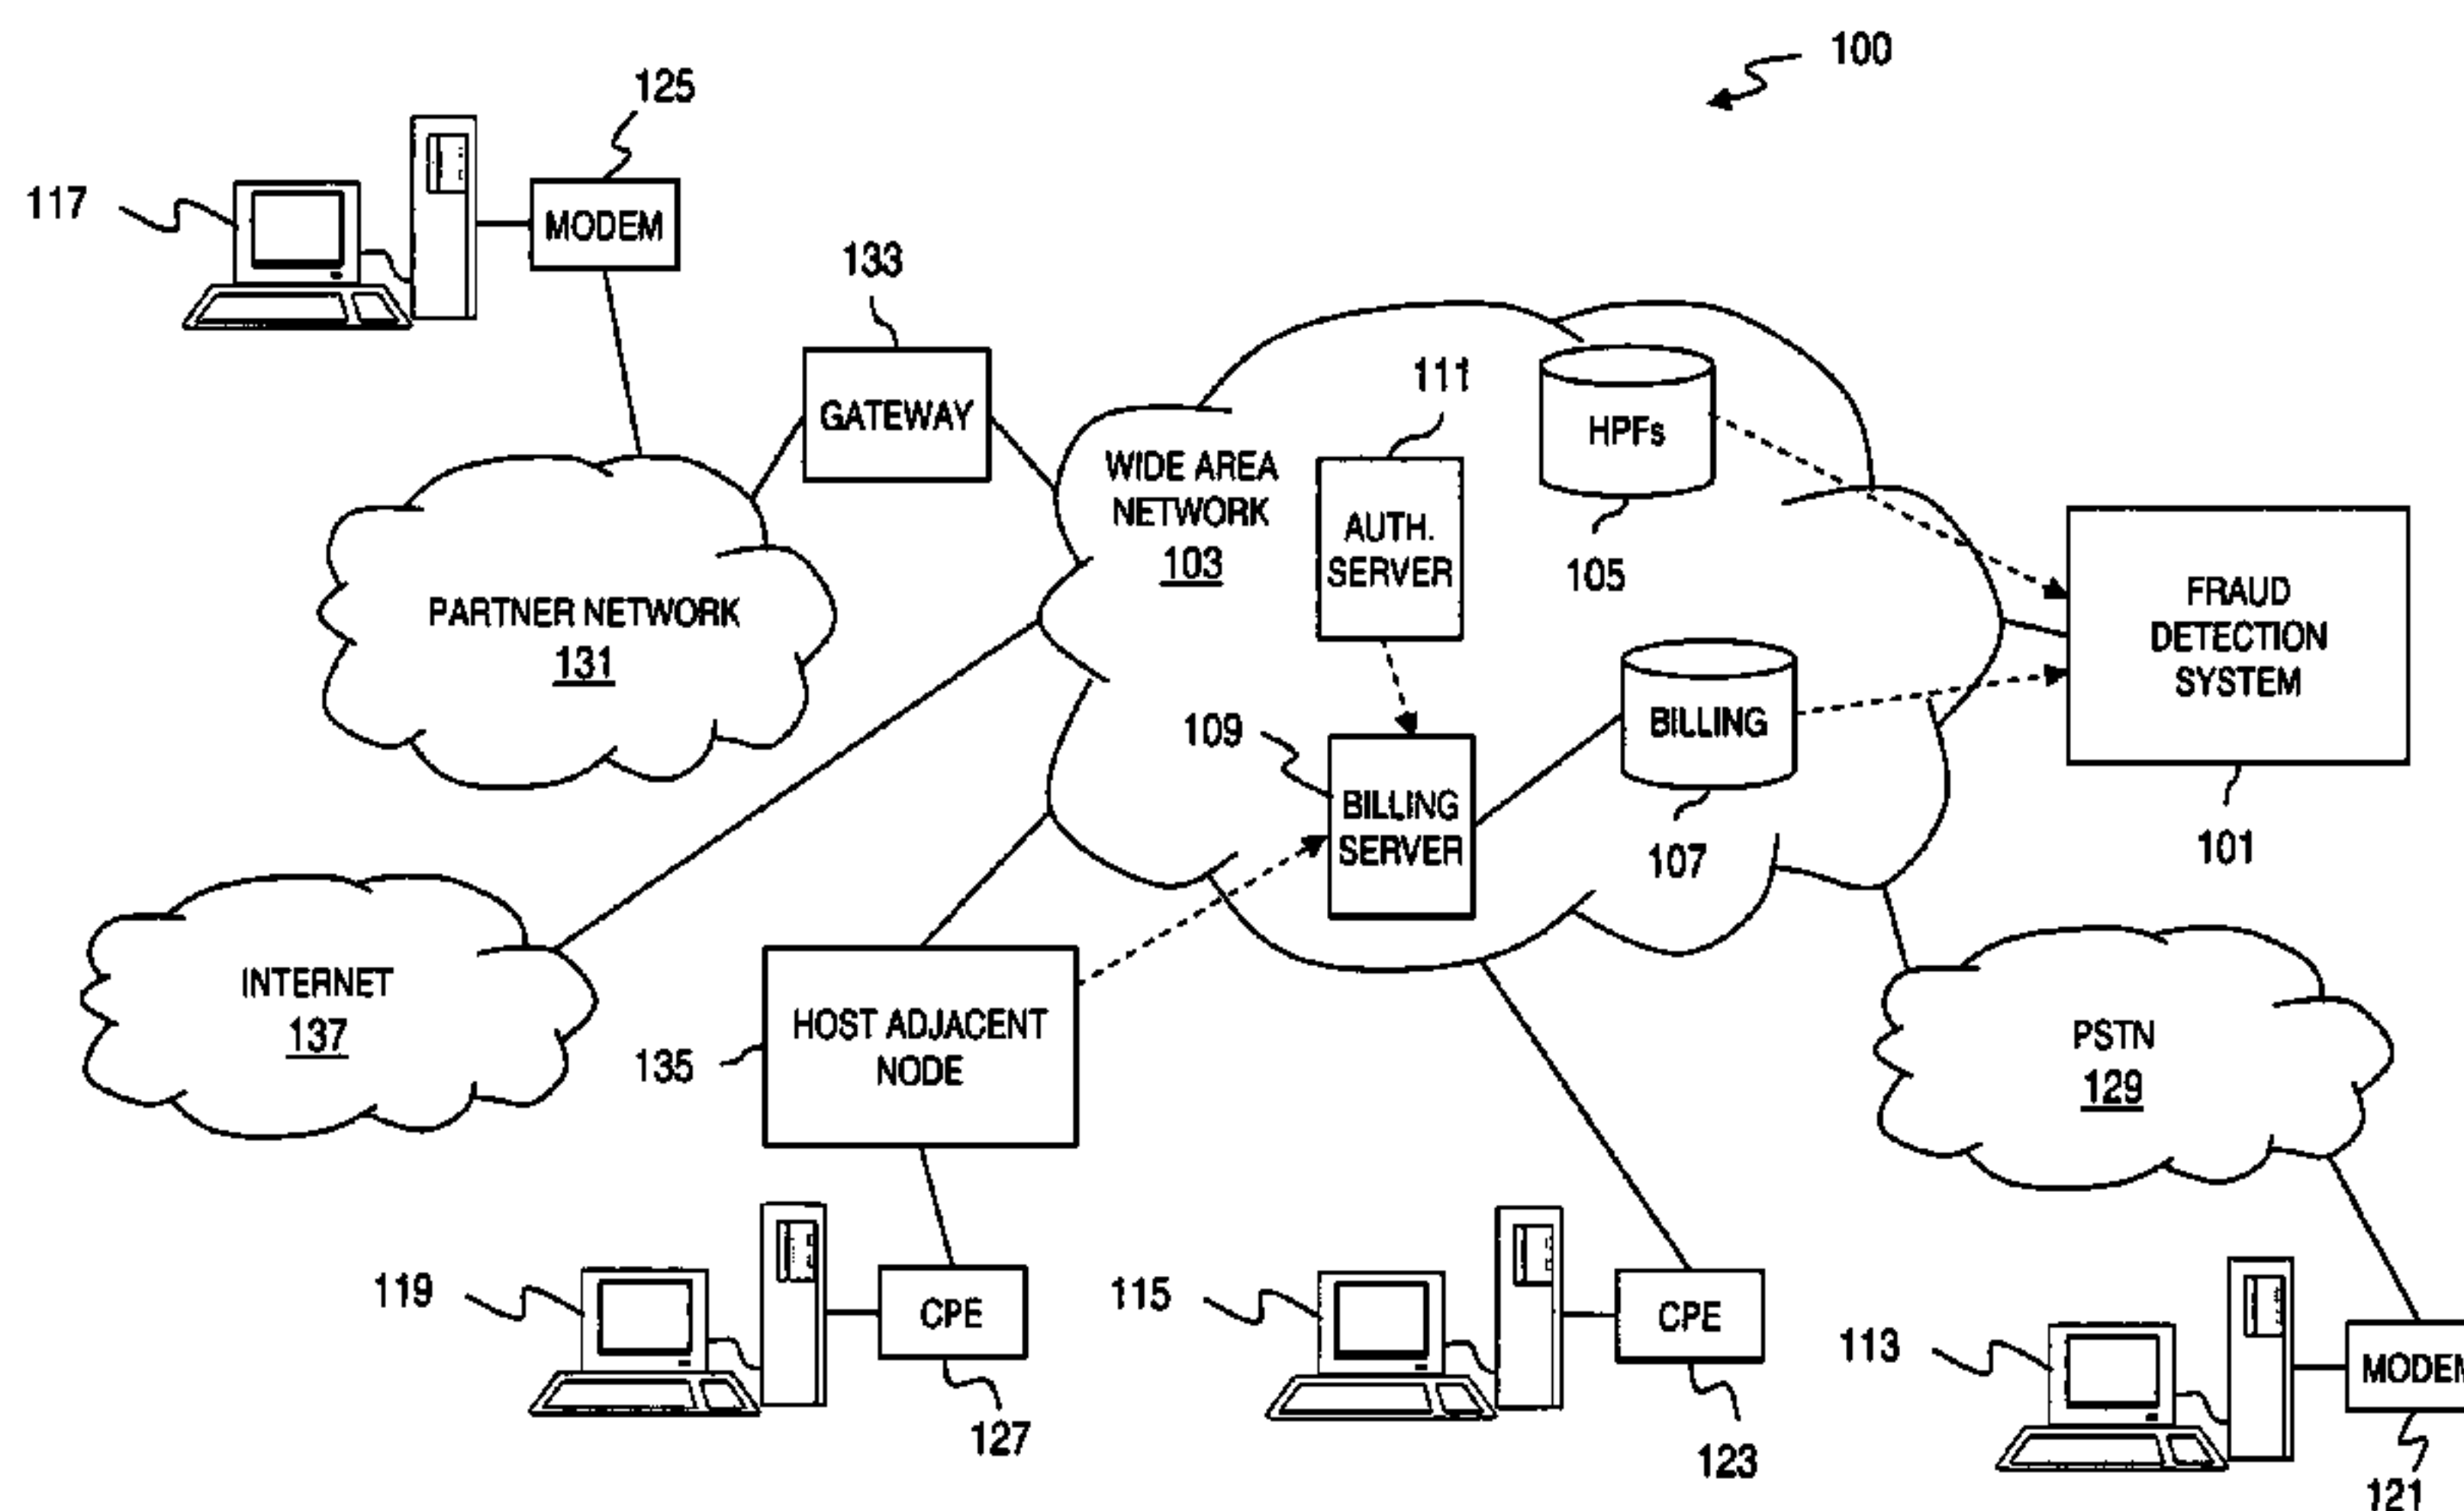 100
125
117
MODEM
133
GATEWAY
111
HPFs
WIDE AREA
NETWORK
103
AUTH.
SERVER
105
FRAUD
DETECTION
SYSTEM
PARTNER NETWORK
131
109
BILLING
107
101
BILLING
SERVER
INTERNET
137
HOST ADJACENT
NODE
135
PSTN
129
119
CPE
127
115
CPE
123
113
MODEM
121